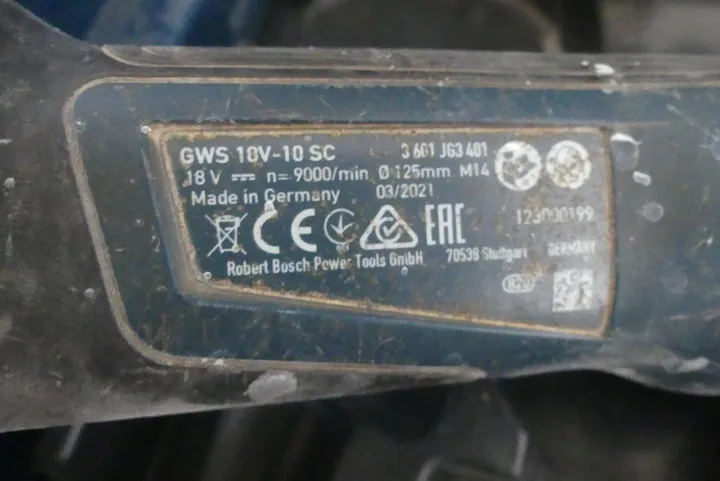 GWS 18V-10 SC 3 601 JG3 401
18 V n= 9000/min Ø 125mm M14
Made in Germany 03/2021
CE EAC 123000199
Robert Bosch Power Tools GmbH 70538 Stuttgart GERMANY